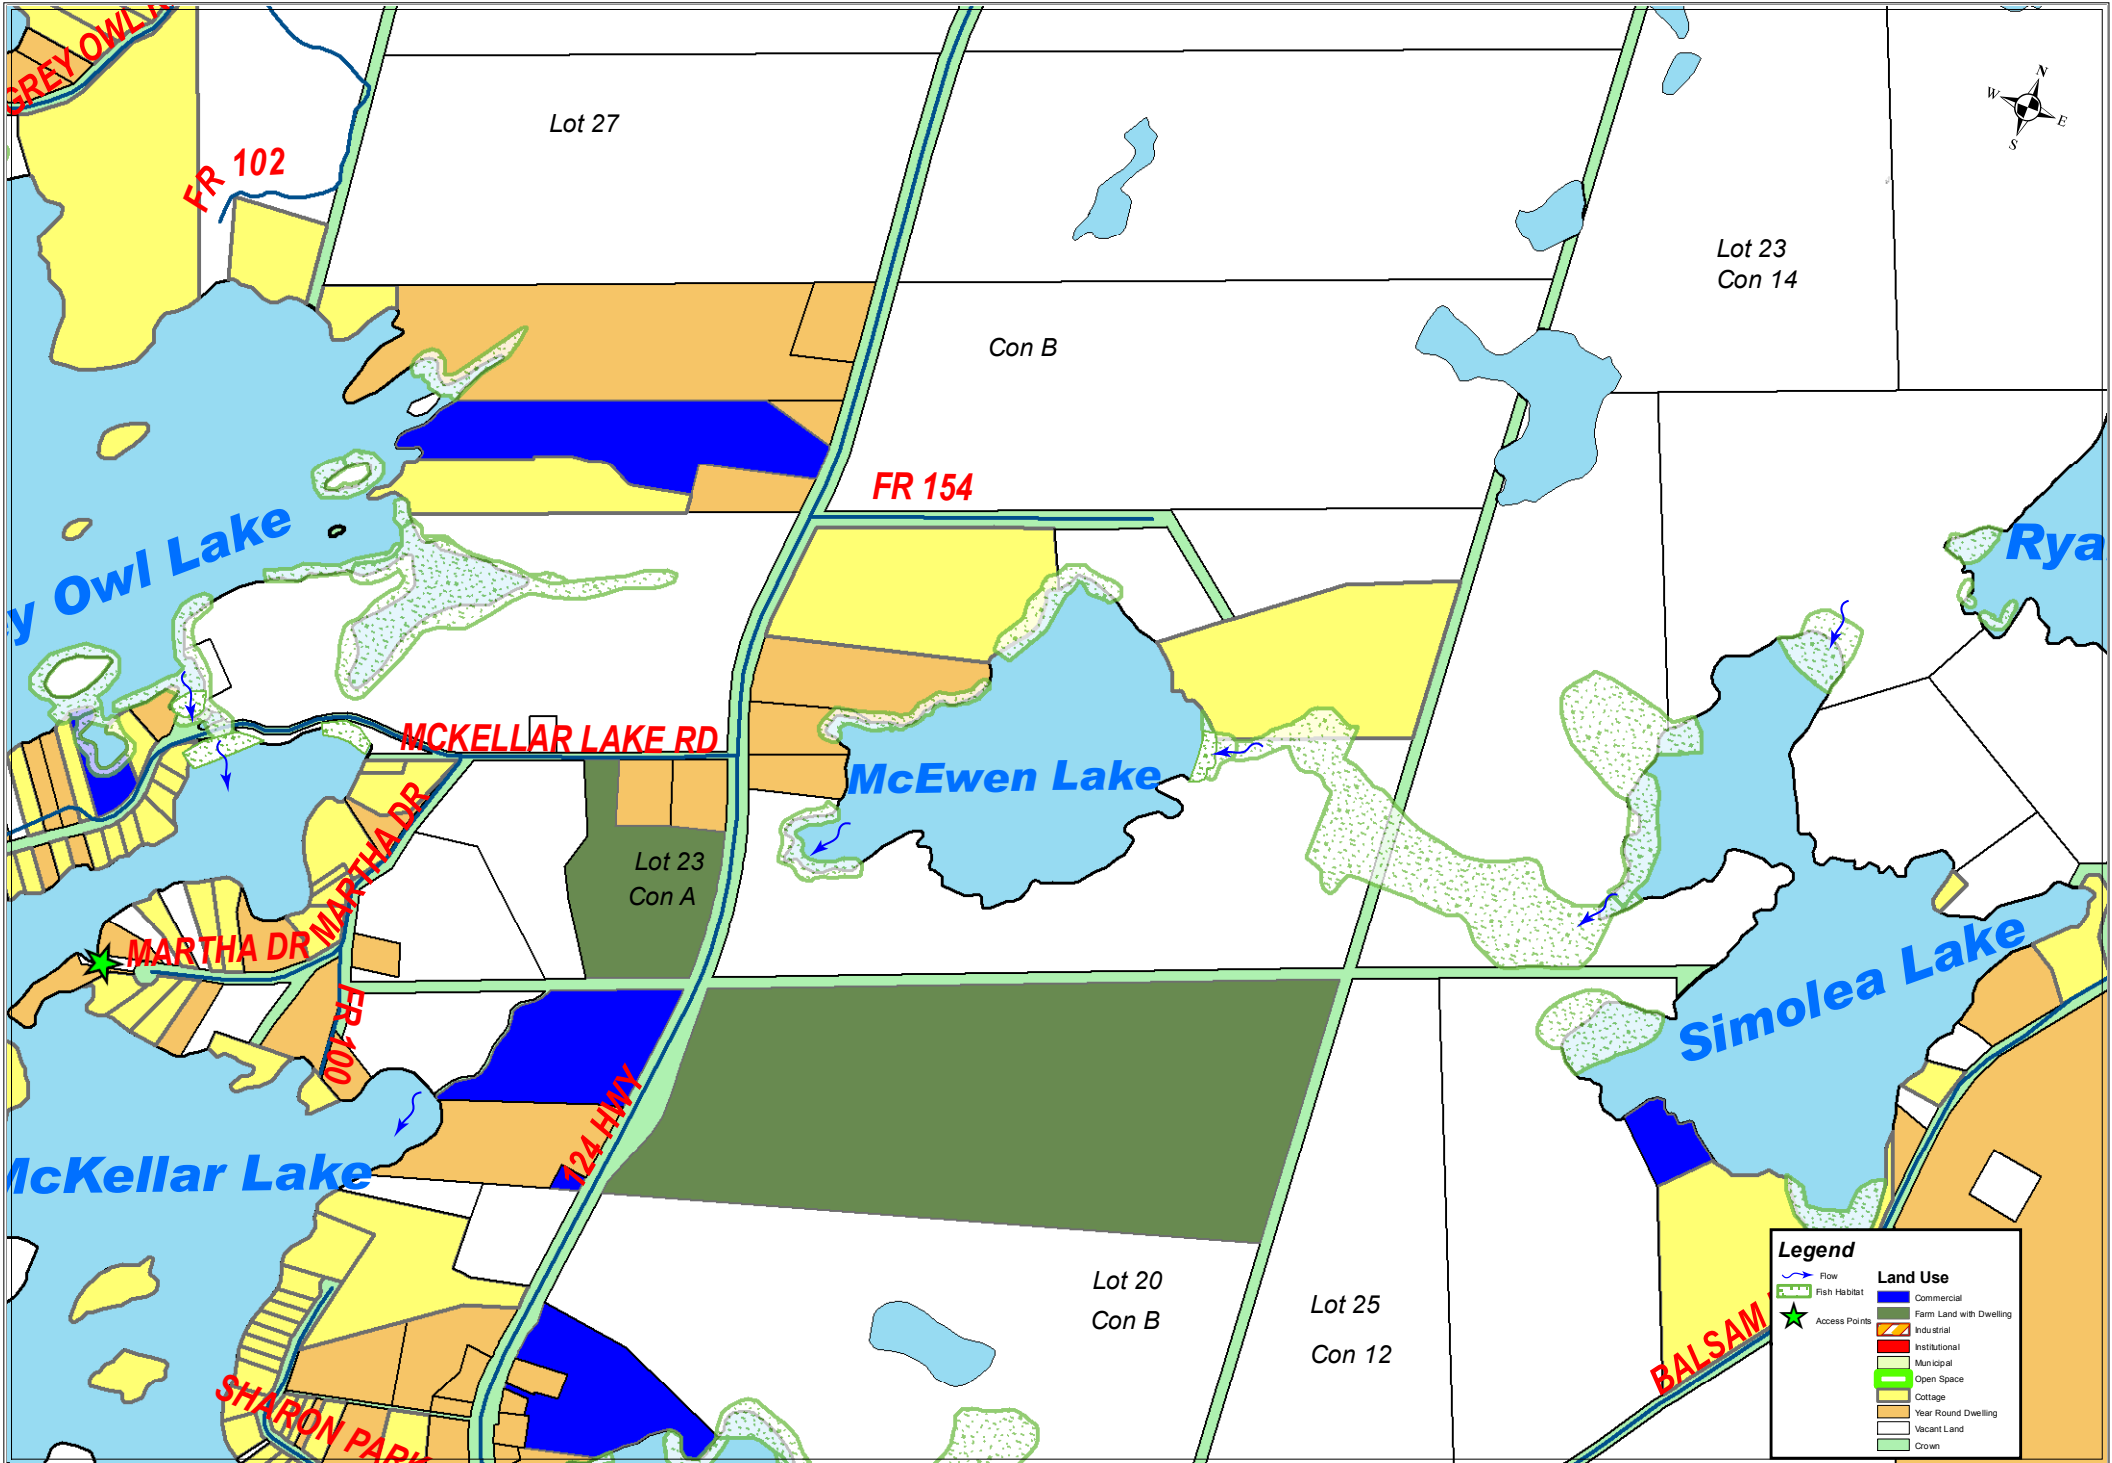 GREY OWL
N
W
E
S
Lot 27
FR 102
Lot 23
Con 14
Con B
FR 154
y Owl Lake
Rya
MCKELLAR LAKE RD
McEwen Lake
MARTHA DR
Lot 23
Con A
MARTHA DR
Simolea Lake
FR 100
124 HWY
McKellar Lake
Lot 20
Con B
Lot 25
Con 12
BALSAM
SHARON PARK
Legend
Flow
Fish Habitat
Access Points
Land Use
Commercial
Farm Land with Dwelling
Industrial
Institutional
Municipal
Open Space
Cottage
Year Round Dwelling
Vacant Land
Crown